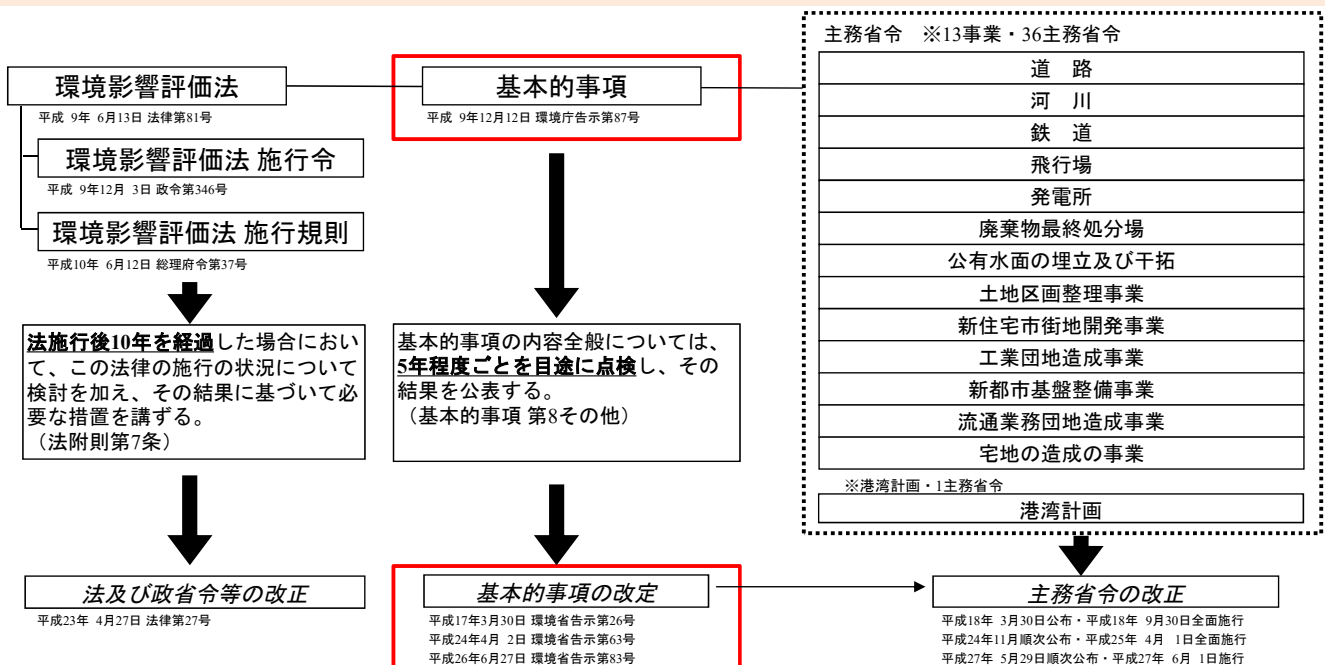 環境影響評価法
平成 9年 6月13日 法律第81号
環境影響評価法 施行令
平成 9年12月 3日 政令第346号
環境影響評価法 施行規則
平成10年 6月12日 総理府令第37号
法施行後10年を経過した場合におい
て、この法律の施行の状況について
検討を加え、その結果に基づいて必
要な措置を講ずる。
（法附則第7条）
法及び政省令等の改正
平成23年 4月27日 法律第27号
基本的事項
平成 9年12月12日 環境庁告示第87号
基本的事項の内容全般については、
5年程度ごとを目途に点検し、その
結果を公表する。
（基本的事項 第8その他）
基本的事項の改定
平成17年3月30日 環境省告示第26号
平成24年4月 2日 環境省告示第63号
平成26年6月27日 環境省告示第83号
主務省令 ※13事業・36主務省令
道 路
河 川
鉄 道
飛行場
発電所
廃棄物最終処分場
公有水面の埋立及び干拓
土地区画整理事業
新住宅市街地開発事業
工業団地造成事業
新都市基盤整備事業
流通業務団地造成事業
宅地の造成の事業
※港湾計画・1主務省令
港湾計画
主務省令の改正
平成18年 3月30日公布・平成18年 9月30日全面施行
平成24年11月順次公布・平成25年 4月 1日全面施行
平成27年 5月29日順次公布・平成27年 6月 1日施行